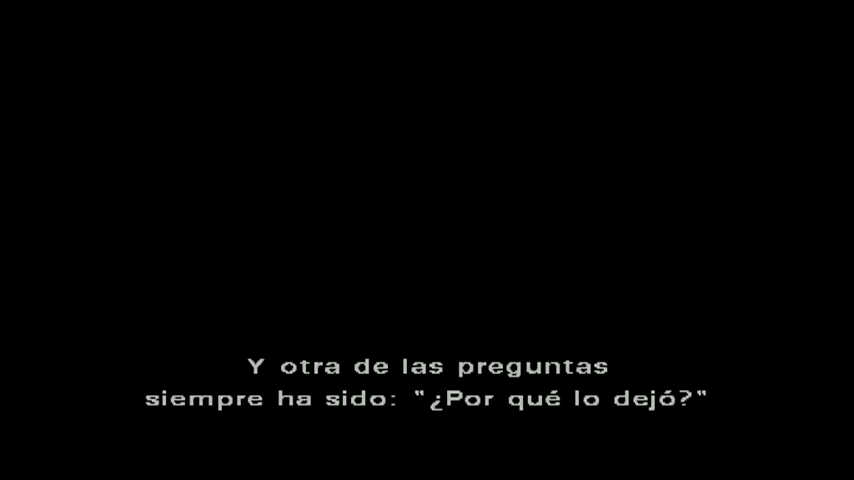 Y otra de las preguntas
siempre ha sido: "¿Por qué lo dejó?"